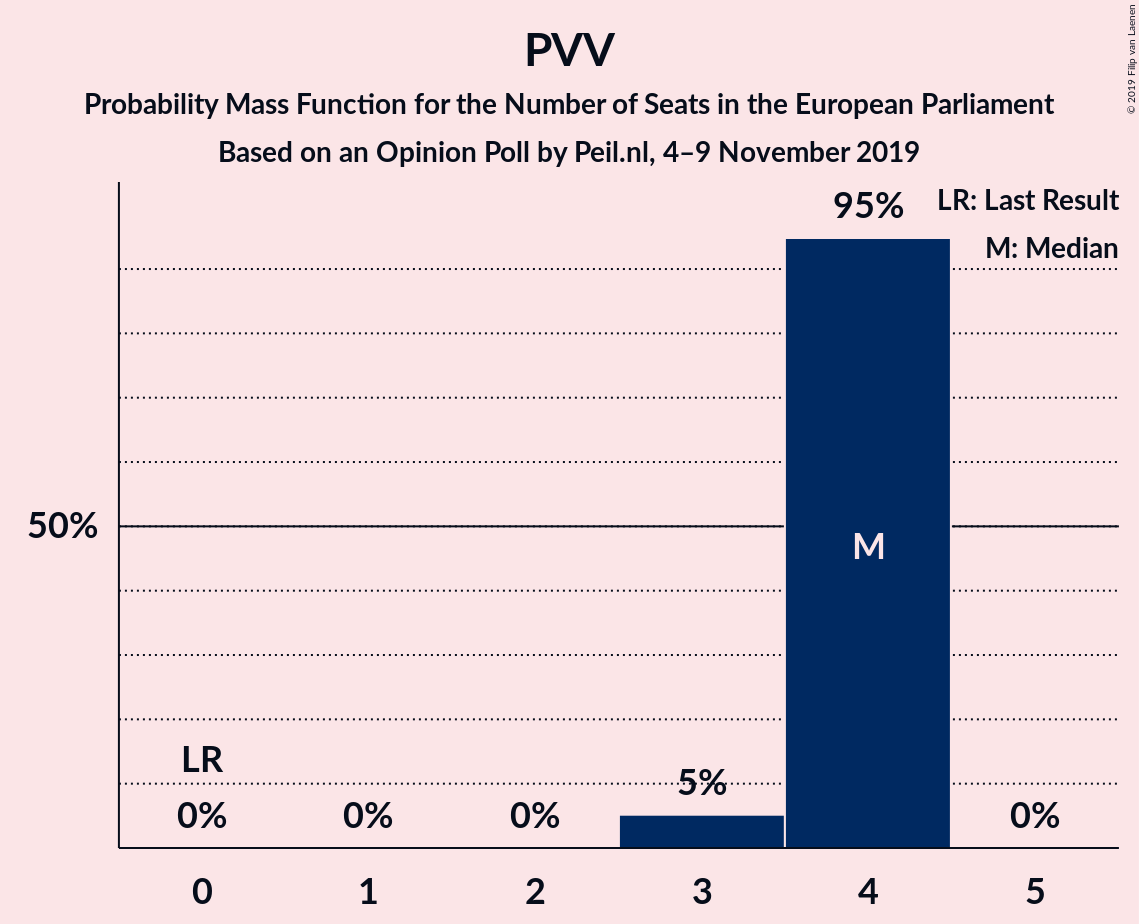 PVV
Probability Mass Function for the Number of Seats in the European Parliament
Based on an Opinion Poll by Peil.nl, 4–9 November 2019
© 2019 Filip van Laenen
LR: Last Result
M: Median
95%
50%
M
LR
5%
0%
0%
0%
0%
0
1
2
3
4
5